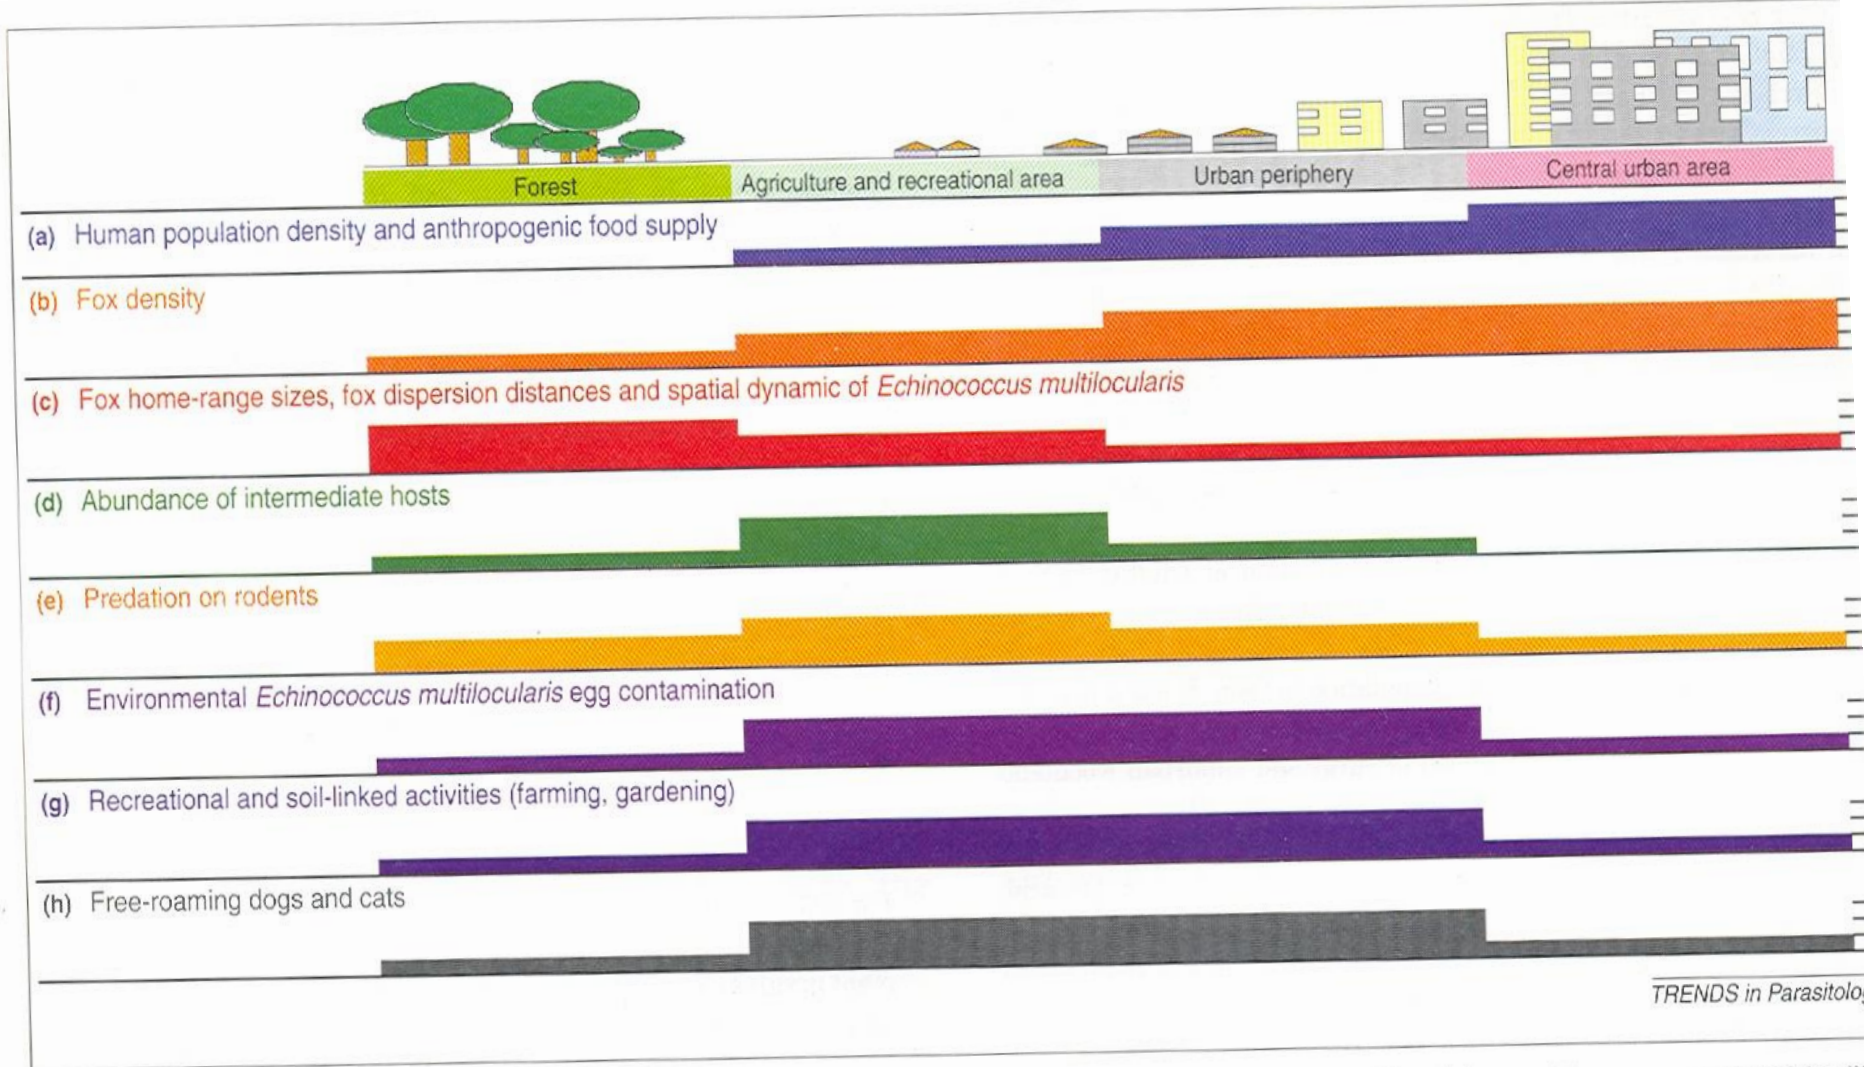 Forest
Agriculture and recreational area
Urban periphery
Central urban area
(a) Human population density and anthropogenic food supply
(b) Fox density
(c) Fox home-range sizes, fox dispersion distances and spatial dynamic of Echinococcus multilocularis
(d) Abundance of intermediate hosts
(e) Predation on rodents
(f) Environmental Echinococcus multilocularis egg contamination
(g) Recreational and soil-linked activities (farming, gardening)
(h) Free-roaming dogs and cats
TRENDS in Parasitolog